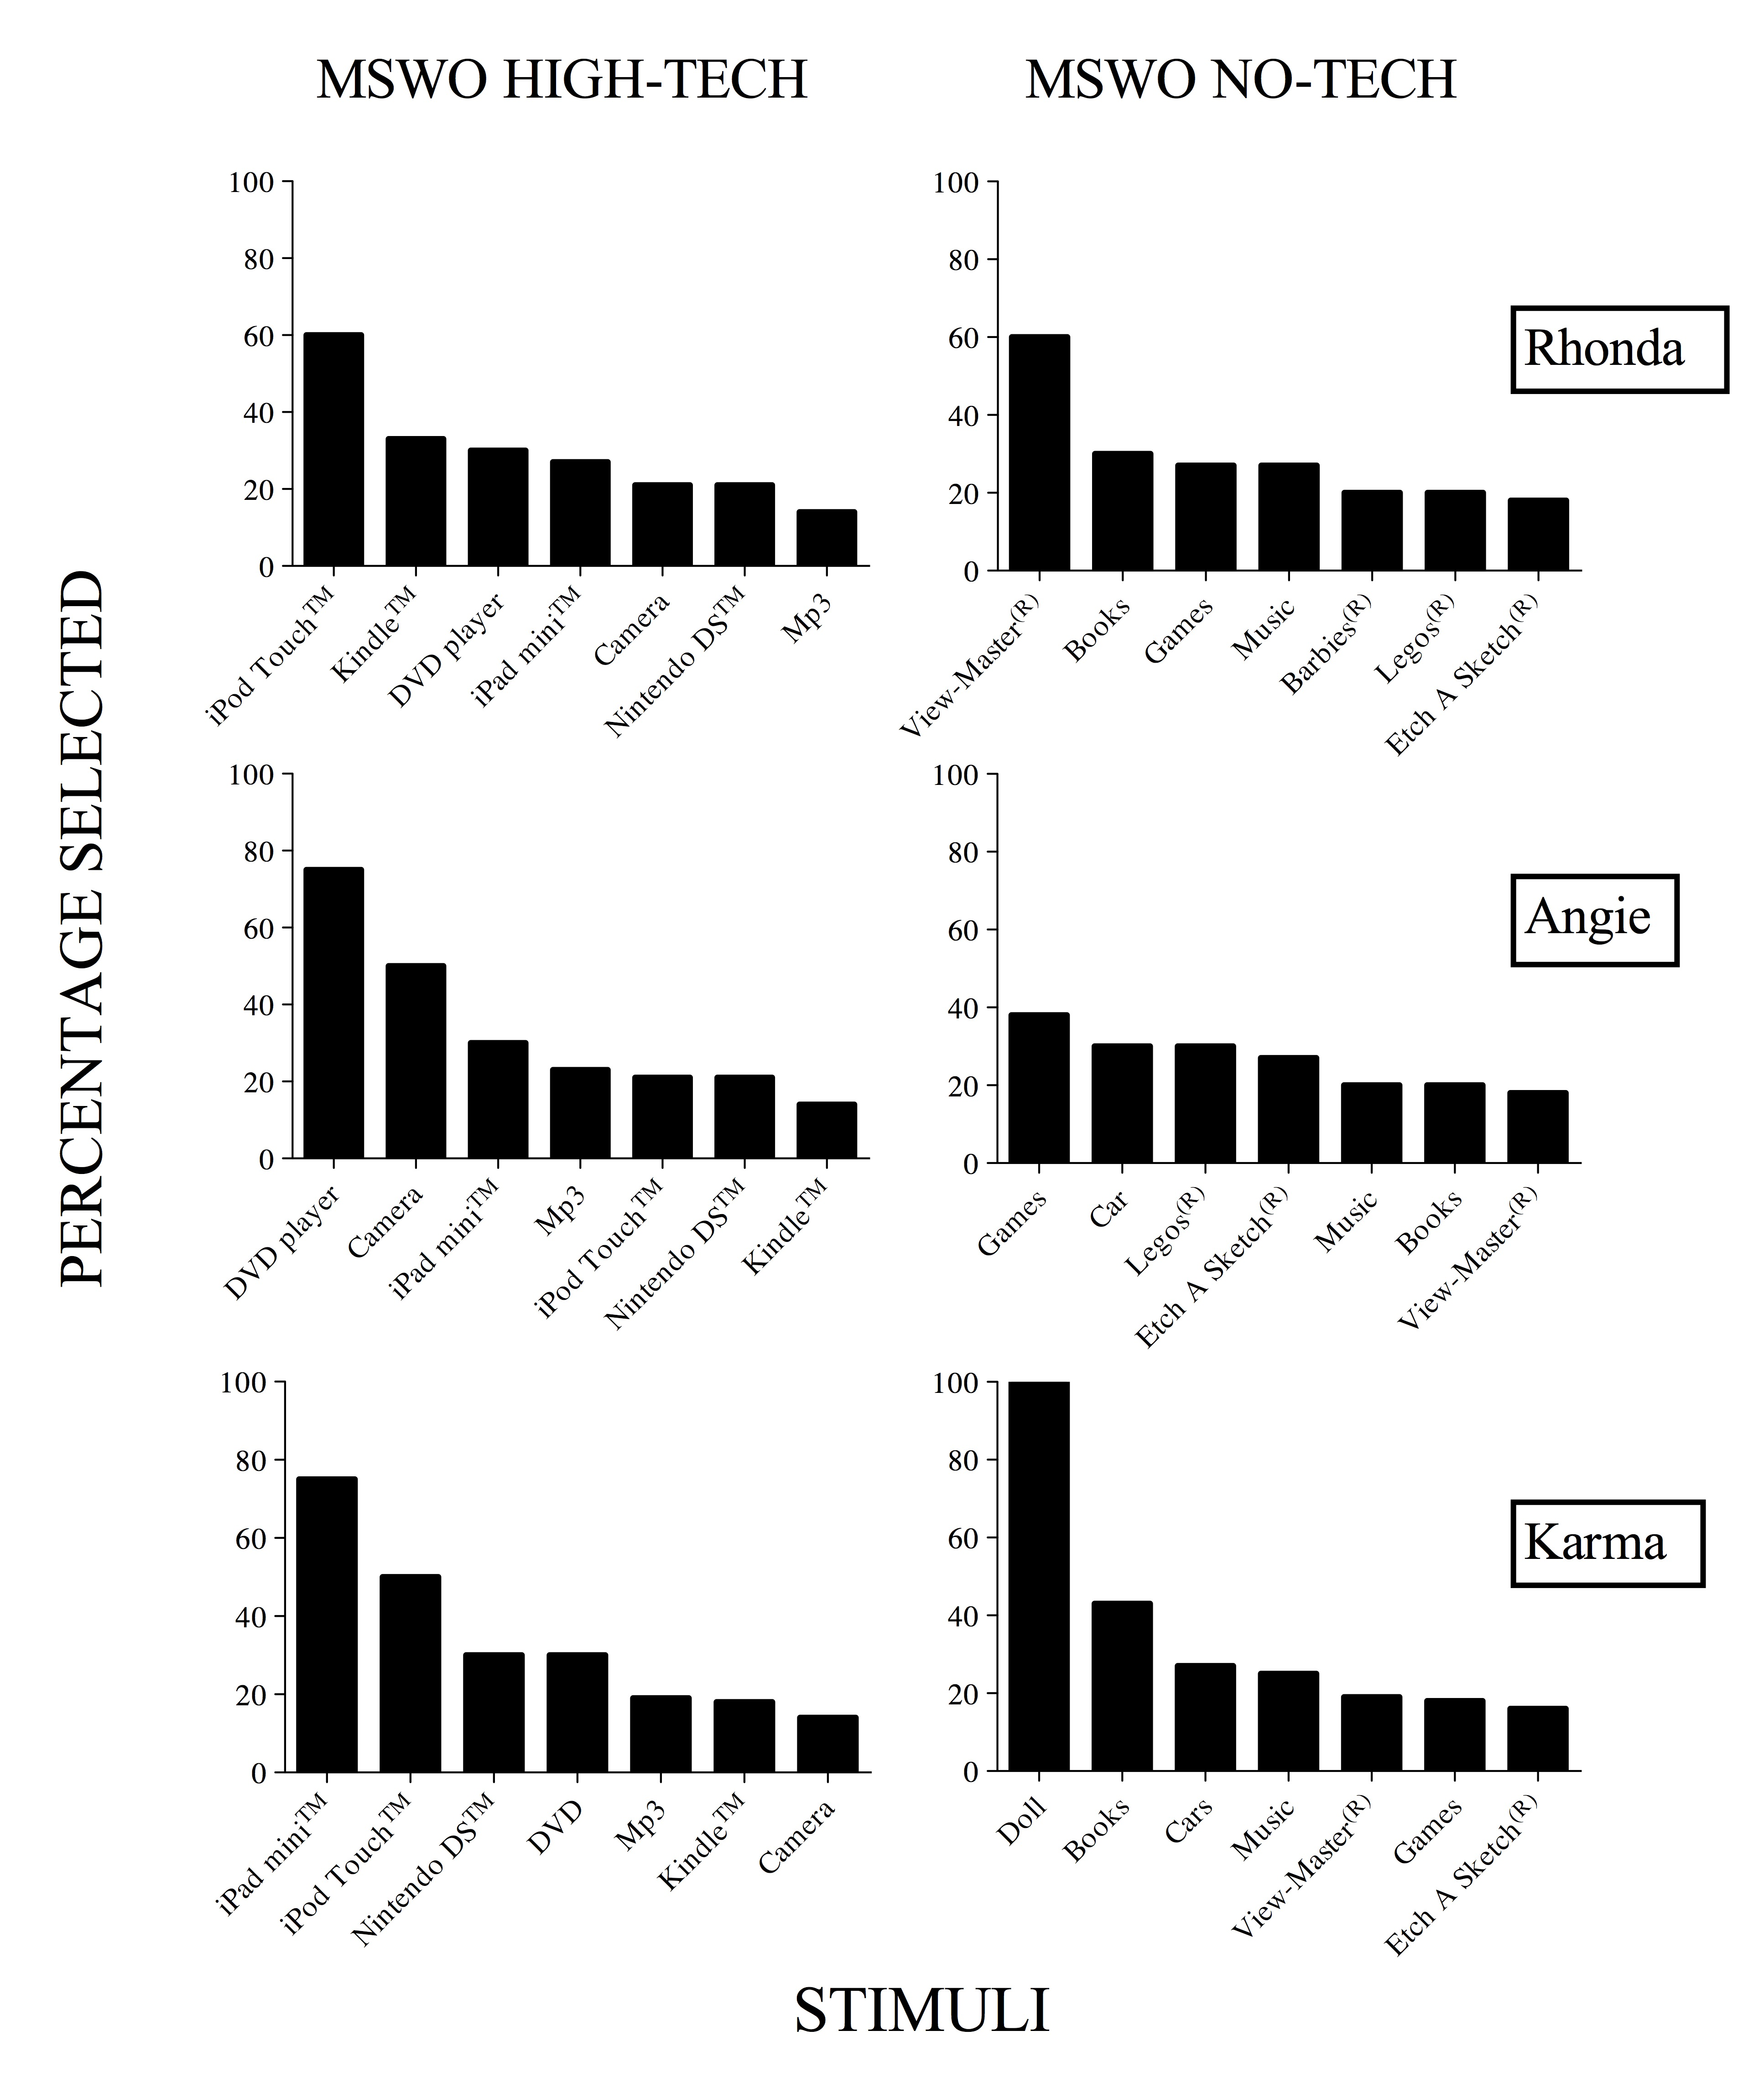 MSWO HIGH-TECH
MSWO NO-TECH
PERCENTAGE SELECTED
100
80
60
40
20
0
iPod Touch™
Kindle™
DVD player
iPad mini™
Camera
Nintendo DS™
Mp3
100
80
60
40
20
0
View-Master(R)
Books
Games
Music
Barbies(R)
Legos(R)
Etch A Sketch(R)
Rhonda
100
80
60
40
20
0
DVD player
Camera
iPad mini™
Mp3
iPod Touch™
Nintendo DS™
Kindle™
100
80
60
40
20
0
Games
Car
Legos(R)
Etch A Sketch(R)
Music
Books
View-Master(R)
Angie
100
80
60
40
20
0
iPad mini™
iPod Touch™
Nintendo DS™
DVD
Mp3
Kindle™
Camera
100
80
60
40
20
0
Doll
Books
Cars
Music
View-Master(R)
Games
Etch A Sketch(R)
Karma
STIMULI